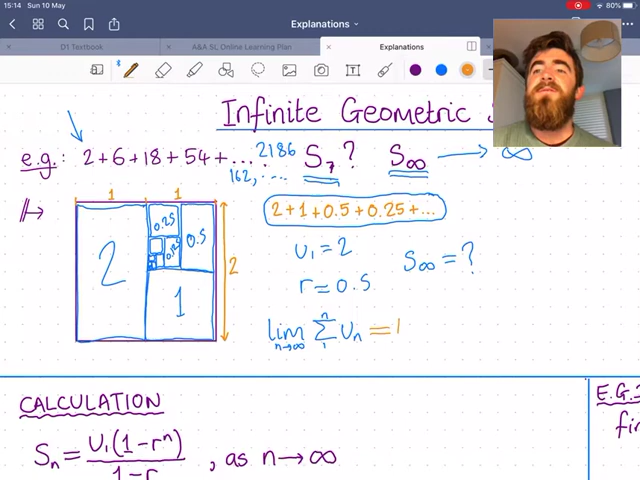 15:14 Sun 10 May
80%
Explanations
D1 Textbook
A&A SL Online Learning Plan
Explanations
Infinite Geometric S
e.g: 2+6+18+54+.... 2186 S₇? S∞ → ∞
162, ....
1 1
2 0.25 0.5 2
1
2+1+0.5+0.25+...
u₁=2
r=0.5
S∞=?
lim n→∞ Σ n 1 Un =1
CALCULATION
Sn = U₁(1-rⁿ) / 1-r , as n→∞
E.G.
fir